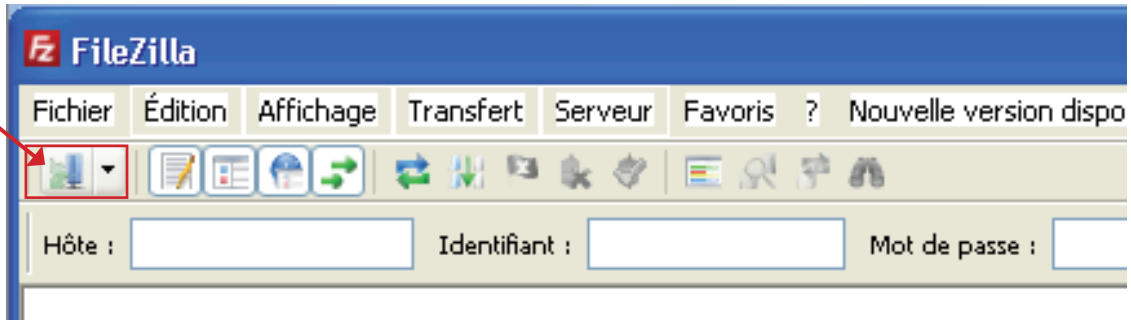 FileZilla
Fichier Édition Affichage Transfert Serveur Favoris ? Nouvelle version dispo
Hôte : Identifiant : Mot de passe :